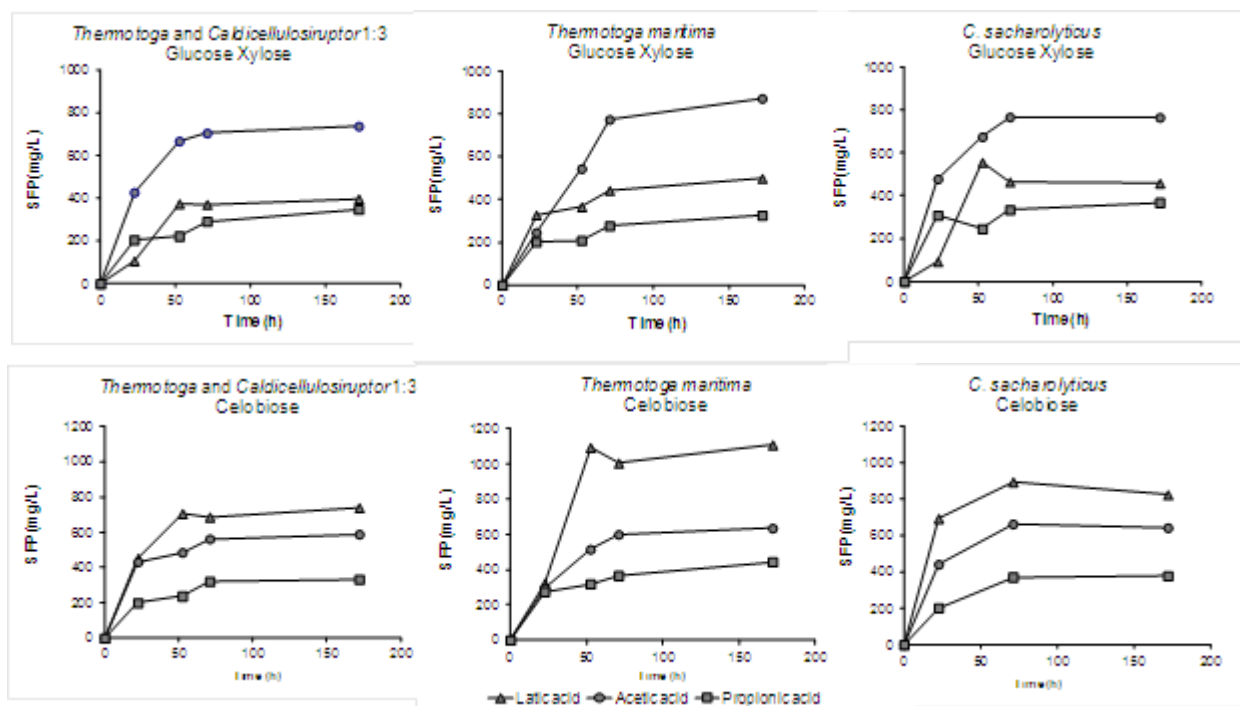 Thermotoga and Caldicellulosiruptor 1:3
Glucose Xylose
1000
800
600
400
200
0
SFP(mg/L)
0 50 100 150 200
Time (h)
Thermotoga maritima
Glucose Xylose
1000
800
600
400
200
0
SFP(mg/L)
0 50 100 150 200
Time (h)
C. sacharolyticus
Glucose Xylose
1000
800
600
400
200
0
SFP(mg/L)
0 50 100 150 200
Time (h)
Thermotoga and Caldicellulosiruptor 1:3
Celobiose
1200
1000
800
600
400
200
0
SFP(mg/L)
0 50 100 150 200
Time (h)
Thermotoga maritima
Celobiose
1200
1000
800
600
400
200
0
SFP(mg/L)
0 50 100 150 200
Time (h)
C. sacharolyticus
Celobiose
1200
1000
800
600
400
200
0
SFP(mg/L)
0 50 100 150 200
Time (h)
Laticacid Aceticacid Propionicacid